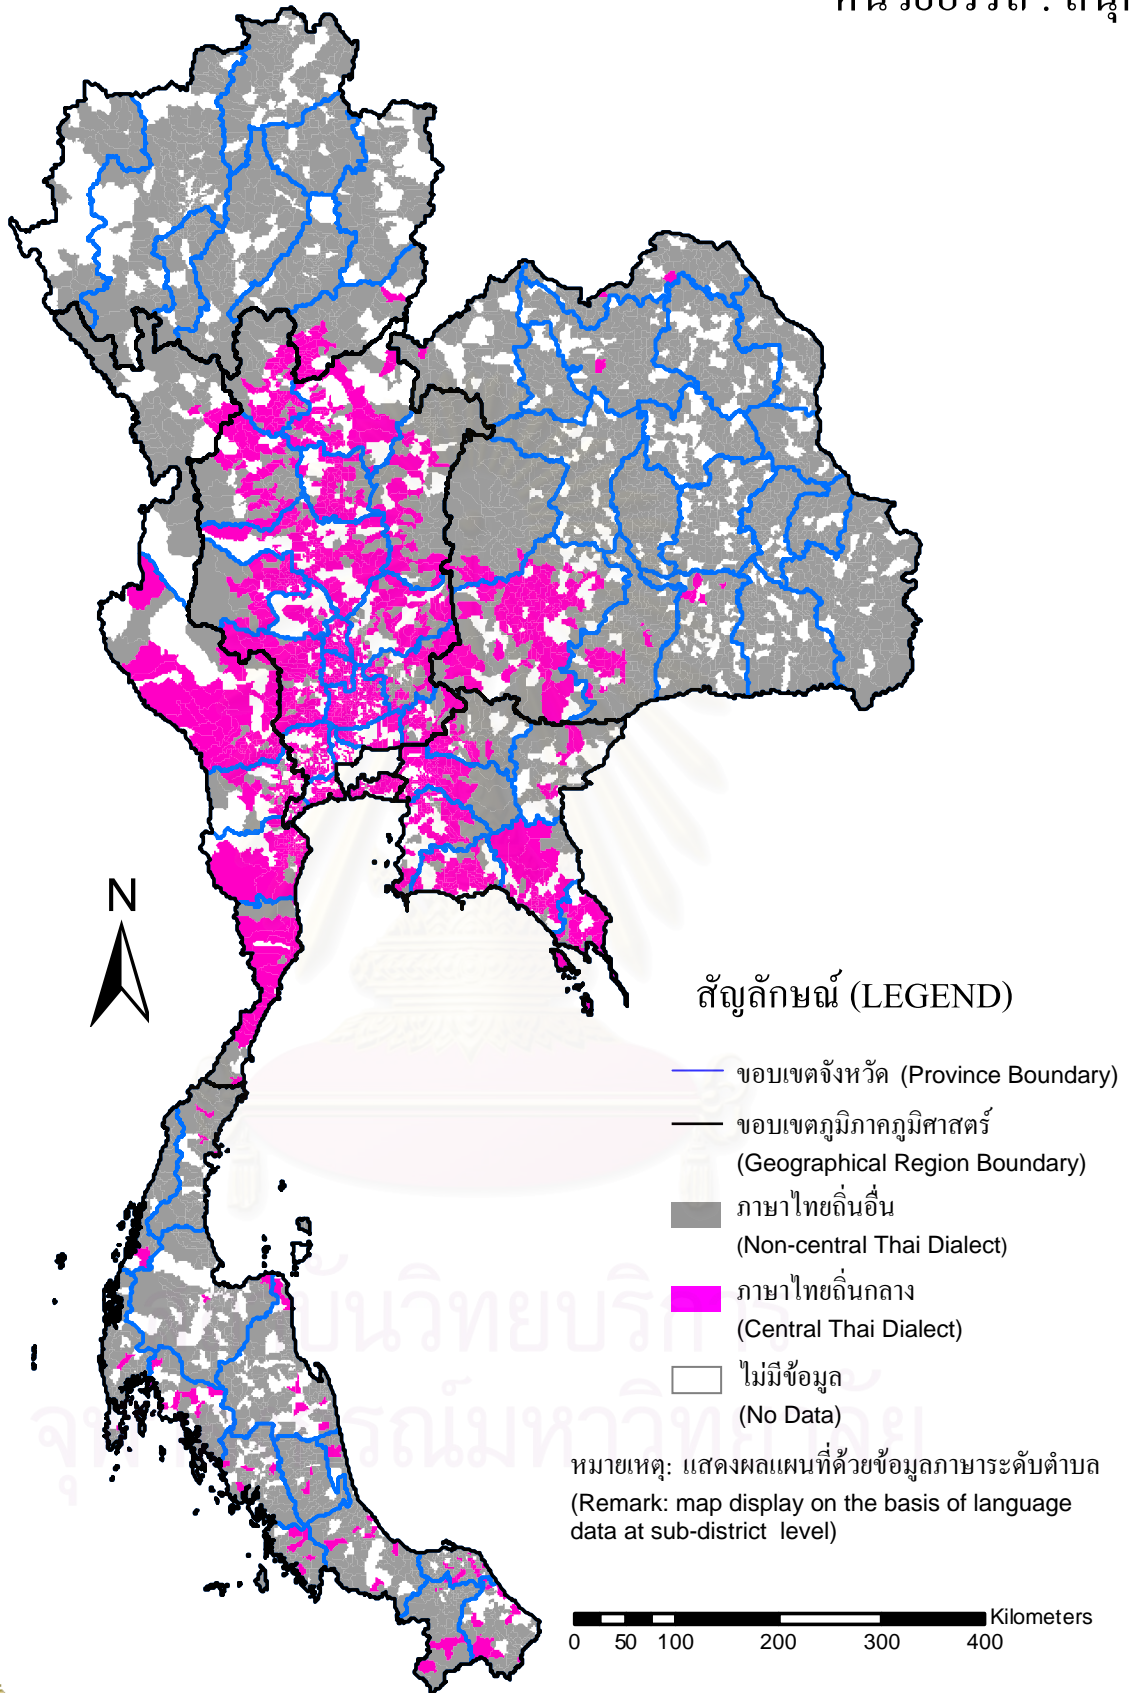 N
สัญลักษณ์ (LEGEND)
ขอบเขตจังหวัด (Province Boundary)
ขอบเขตภูมิภาคภูมิศาสตร์
(Geographical Region Boundary)
ภาษาไทยถิ่นอื่น
(Non-central Thai Dialect)
ภาษาไทยถิ่นกลาง
(Central Thai Dialect)
ไม่มีข้อมูล
(No Data)
หมายเหตุ: แสดงผลแผนที่ด้วยข้อมูลภาษาระดับตำบล
(Remark: map display on the basis of language
data at sub-district level)
Kilometers
0 50 100 200 300 400